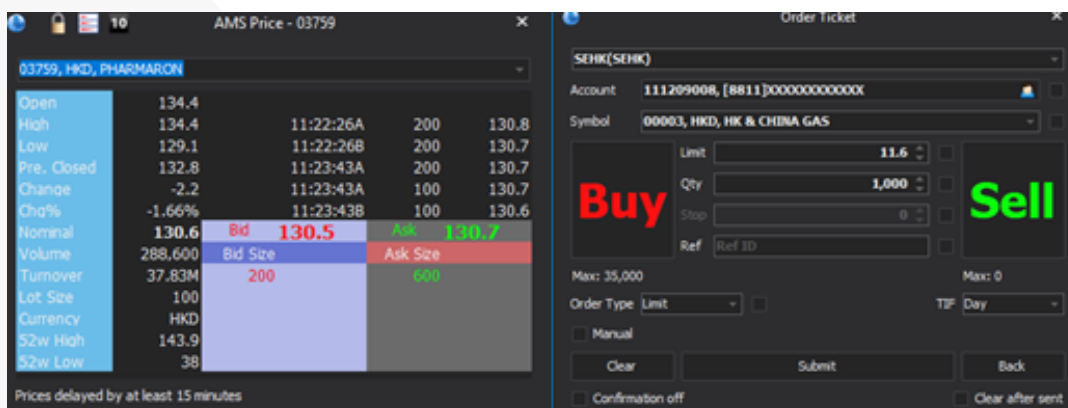 10 AMS Price - 03759
03759, HKD, PHARMARON
Open 134.4
High 134.4 11:22:26A 200 130.8
Low 129.1 11:22:26B 200 130.7
Pre. Closed 132.8 11:23:43A 200 130.7
Change -2.2 11:23:43A 100 130.7
Chg% -1.66% 11:23:43B 100 130.6
Nominal 130.6 Bid 130.5 Ask 130.7
Volume 288,600 Bid Size Ask Size
Turnover 37.83M 200 600
Lot Size 100
Currency HKD
52w High 143.9
52w Low 38
Prices delayed by at least 15 minutes
Order Ticket
SEHK(SEHK)
Account 111209008, [8811]XXXXXXXXXXXXX
Symbol 00003, HKD, HK & CHINA GAS
Buy
Limit 11.6
Qty 1,000
Stop 0
Ref Ref ID
Sell
Max: 35,000 Max: 0
Order Type Limit TIF Day
Manual
Clear Submit Back
Confirmation off Clear after sent